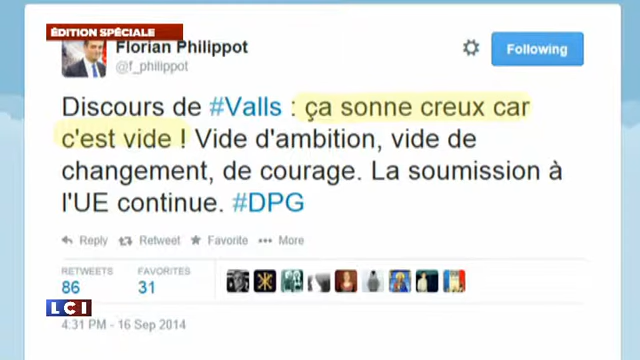 ÉDITION SPÉCIALE
Florian Philippot
@f_philippot
Following
Discours de #Valls : ça sonne creux car
c'est vide ! Vide d'ambition, vide de
changement, de courage. La soumission à
l'UE continue. #DPG
Reply Retweet Favorite More
RETWEETS FAVORITES
86 31
LCI
4:31 PM - 16 Sep 2014